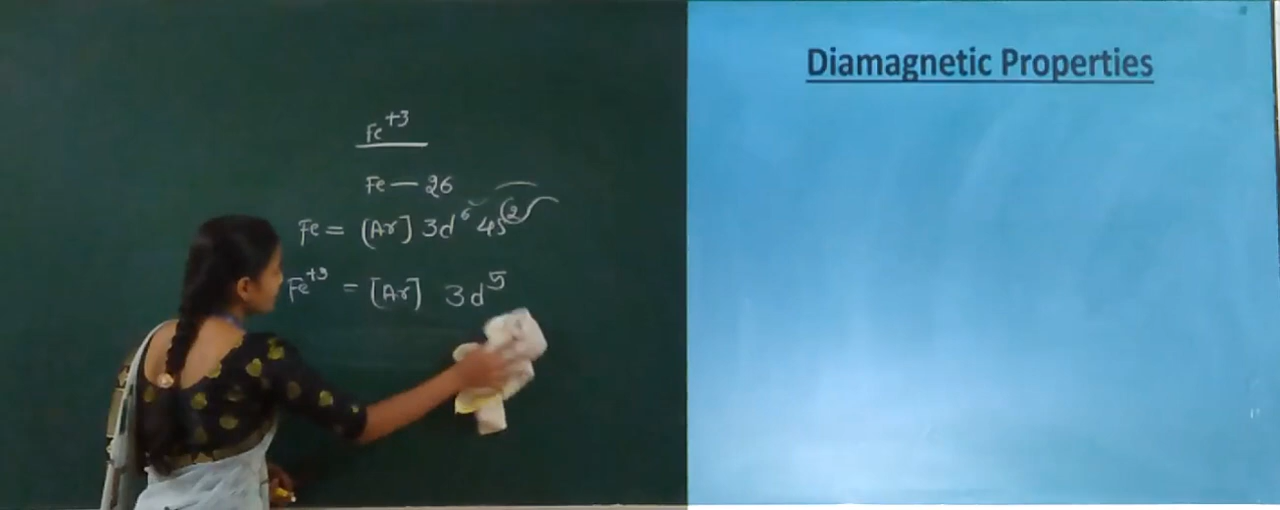 Fe+3
Fe — 26
Fe = [Ar] 3d6 4s2
Fe+3 = [Ar] 3d5
Diamagnetic Properties